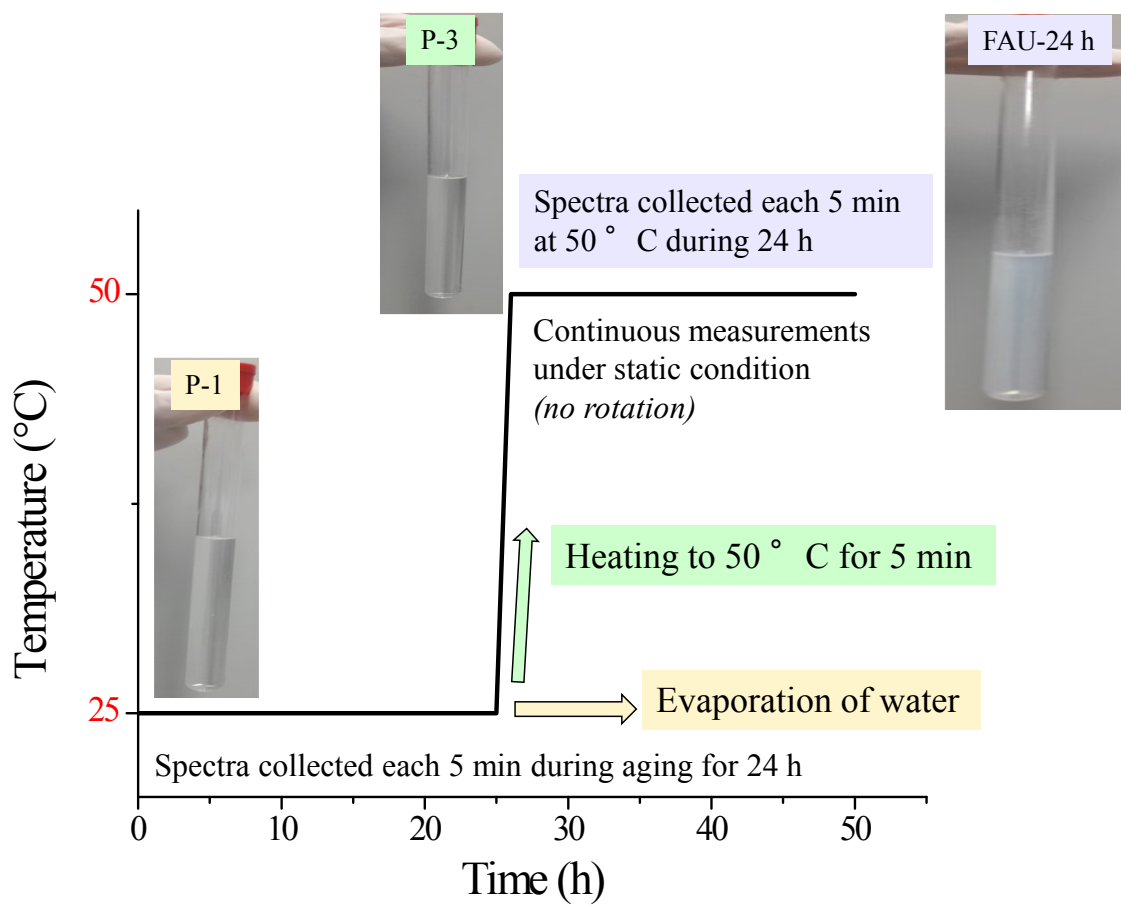 P-3
FAU-24 h
Spectra collected each 5 min
at 50 ° C during 24 h
50
Continuous measurements
under static condition
(no rotation)
P-1
Temperature (°C)
Heating to 50 ° C for 5 min
Evaporation of water
25
Spectra collected each 5 min during aging for 24 h
0 10 20 30 40 50
Time (h)